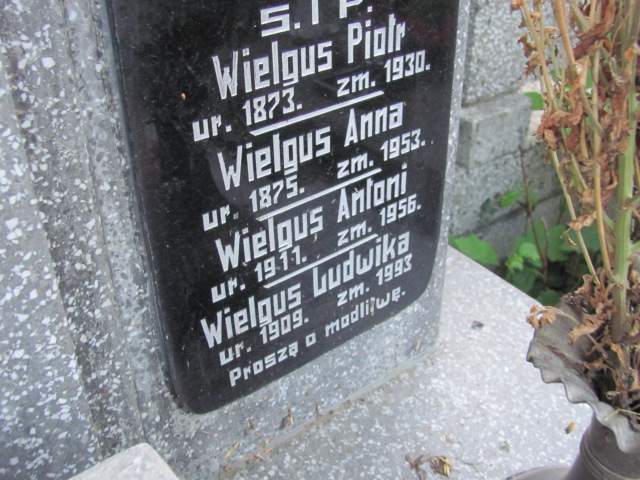 Ś.†P.
Wielgus Piotr
ur. 1873. zm. 1930.
Wielgus Anna
ur. 1875. zm. 1953.
Wielgus Antoni
ur. 1911. zm. 1956.
Wielgus Ludwika
ur. 1909. zm. 1993
Proszą o modlitwę.